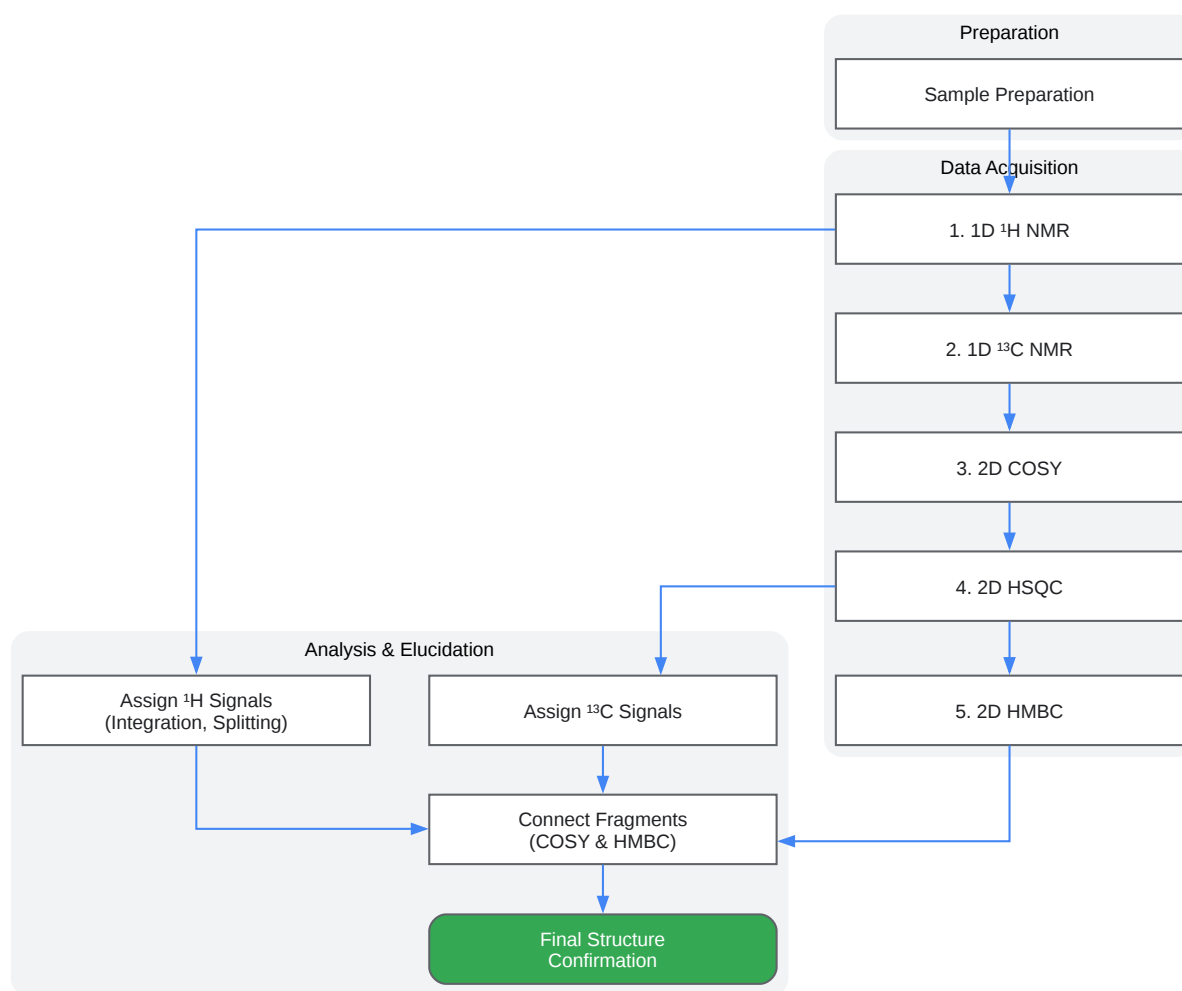 Preparation
Sample Preparation
Data Acquisition
1. 1D ¹H NMR
2. 1D ¹³C NMR
3. 2D COSY
4. 2D HSQC
Analysis & Elucidation
Assign ¹H Signals
(Integration, Splitting)
Assign ¹³C Signals
5. 2D HMBC
Connect Fragments
(COSY & HMBC)
Final Structure
Confirmation